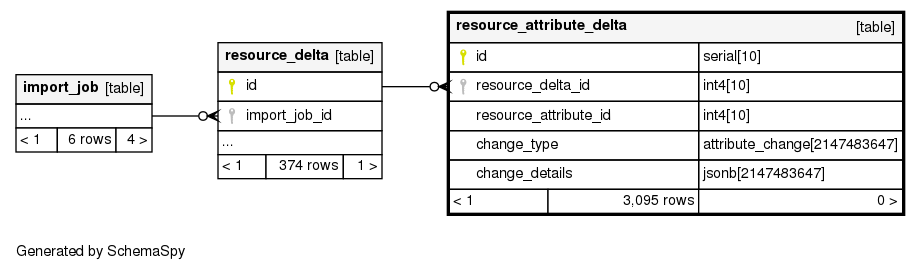 import_job [table]
...
< 1 6 rows 4 >
resource_delta [table]
id
import_job_id
...
< 1 374 rows 1 >
resource_attribute_delta [table]
id serial[10]
resource_delta_id int4[10]
resource_attribute_id int4[10]
change_type attribute_change[2147483647]
change_details jsonb[2147483647]
< 1 3,095 rows 0 >
Generated by SchemaSpy